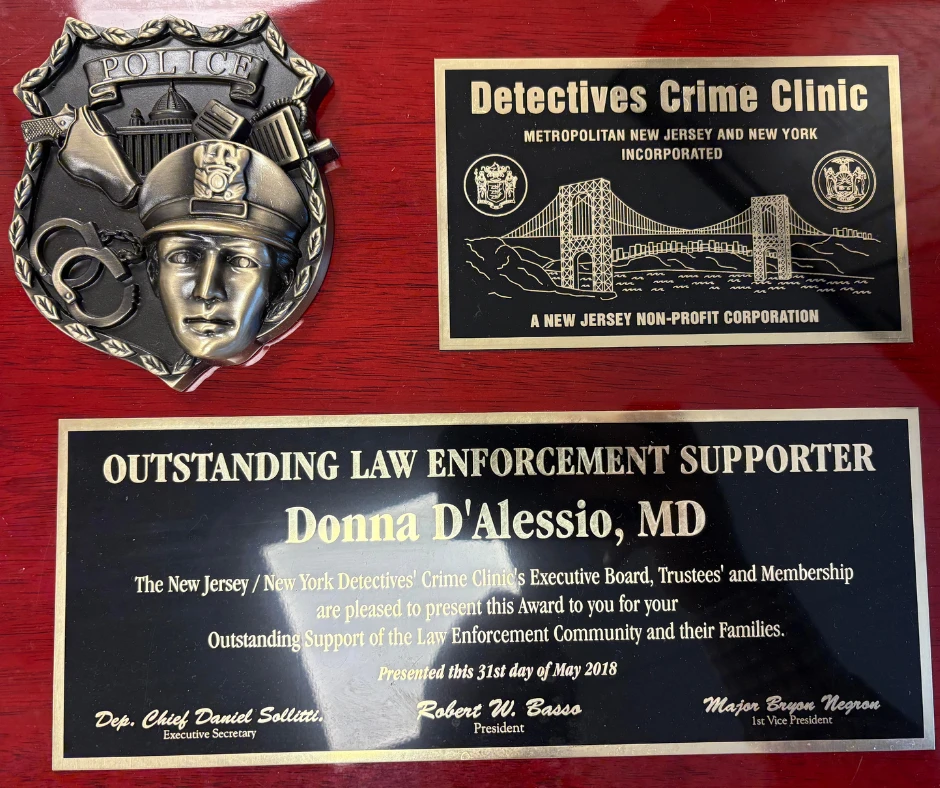 POLICE
Detectives Crime Clinic
METROPOLITAN NEW JERSEY AND NEW YORK
INCORPORATED
A NEW JERSEY NON-PROFIT CORPORATION
OUTSTANDING LAW ENFORCEMENT SUPPORTER
Donna D'Alessio, MD
The New Jersey / New York Detectives' Crime Clinic's Executive Board, Trustees' and Membership
are pleased to present this Award to you for your
Outstanding Support of the Law Enforcement Community and their Families.
Presented this 31st day of May 2018
Dep. Chief Daniel Sollitti. Robert W. Basso Major Bryon Negron
Executive Secretary President 1st Vice President